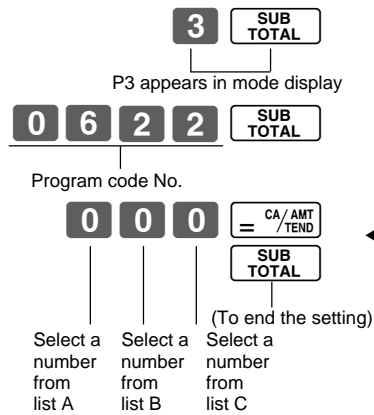 3 SUB TOTAL
P3 appears in mode display
0 6 2 2 SUB TOTAL
Program code No.
0 0 0 = CA/AMT /TEND
SUB TOTAL
(To end the setting)
Select a number from list A
Select a number from list B
Select a number from list C